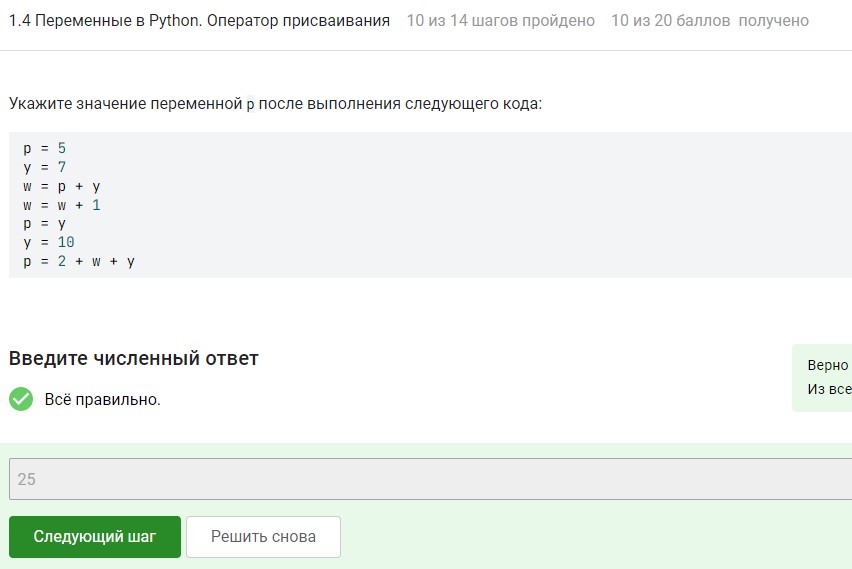 1.4 Переменные в Python. Оператор присваивания 10 из 14 шагов пройдено 10 из 20 баллов получено
Укажите значение переменной p после выполнения следующего кода:
p = 5
y = 7
w = p + y
w = w + 1
p = y
y = 10
p = 2 + w + y
Введите численный ответ
Всё правильно.
Верно
Из все
25
Следующий шаг
Решить снова